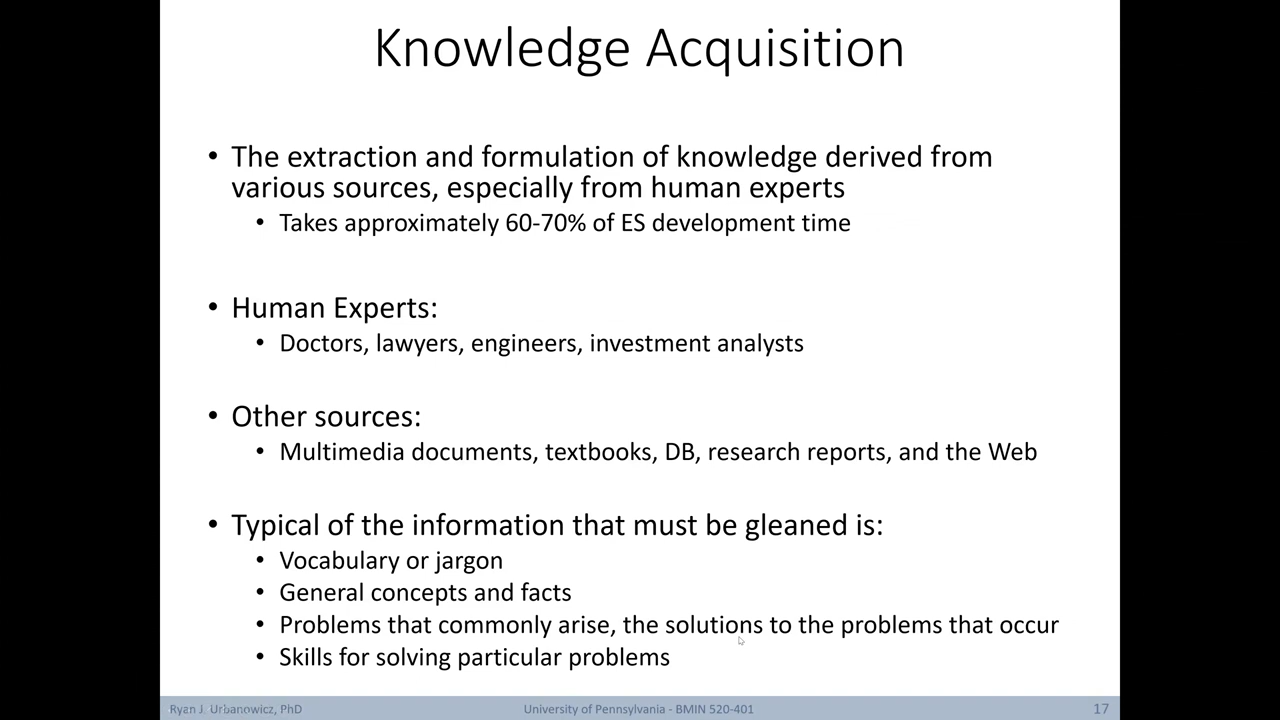 Knowledge Acquisition
• The extraction and formulation of knowledge derived from
various sources, especially from human experts
• Takes approximately 60-70% of ES development time
• Human Experts:
• Doctors, lawyers, engineers, investment analysts
• Other sources:
• Multimedia documents, textbooks, DB, research reports, and the Web
• Typical of the information that must be gleaned is:
• Vocabulary or jargon
• General concepts and facts
• Problems that commonly arise, the solutions to the problems that occur
• Skills for solving particular problems
Ryan J. Urbanowicz, PhD
University of Pennsylvania - BMIN 520-401
17